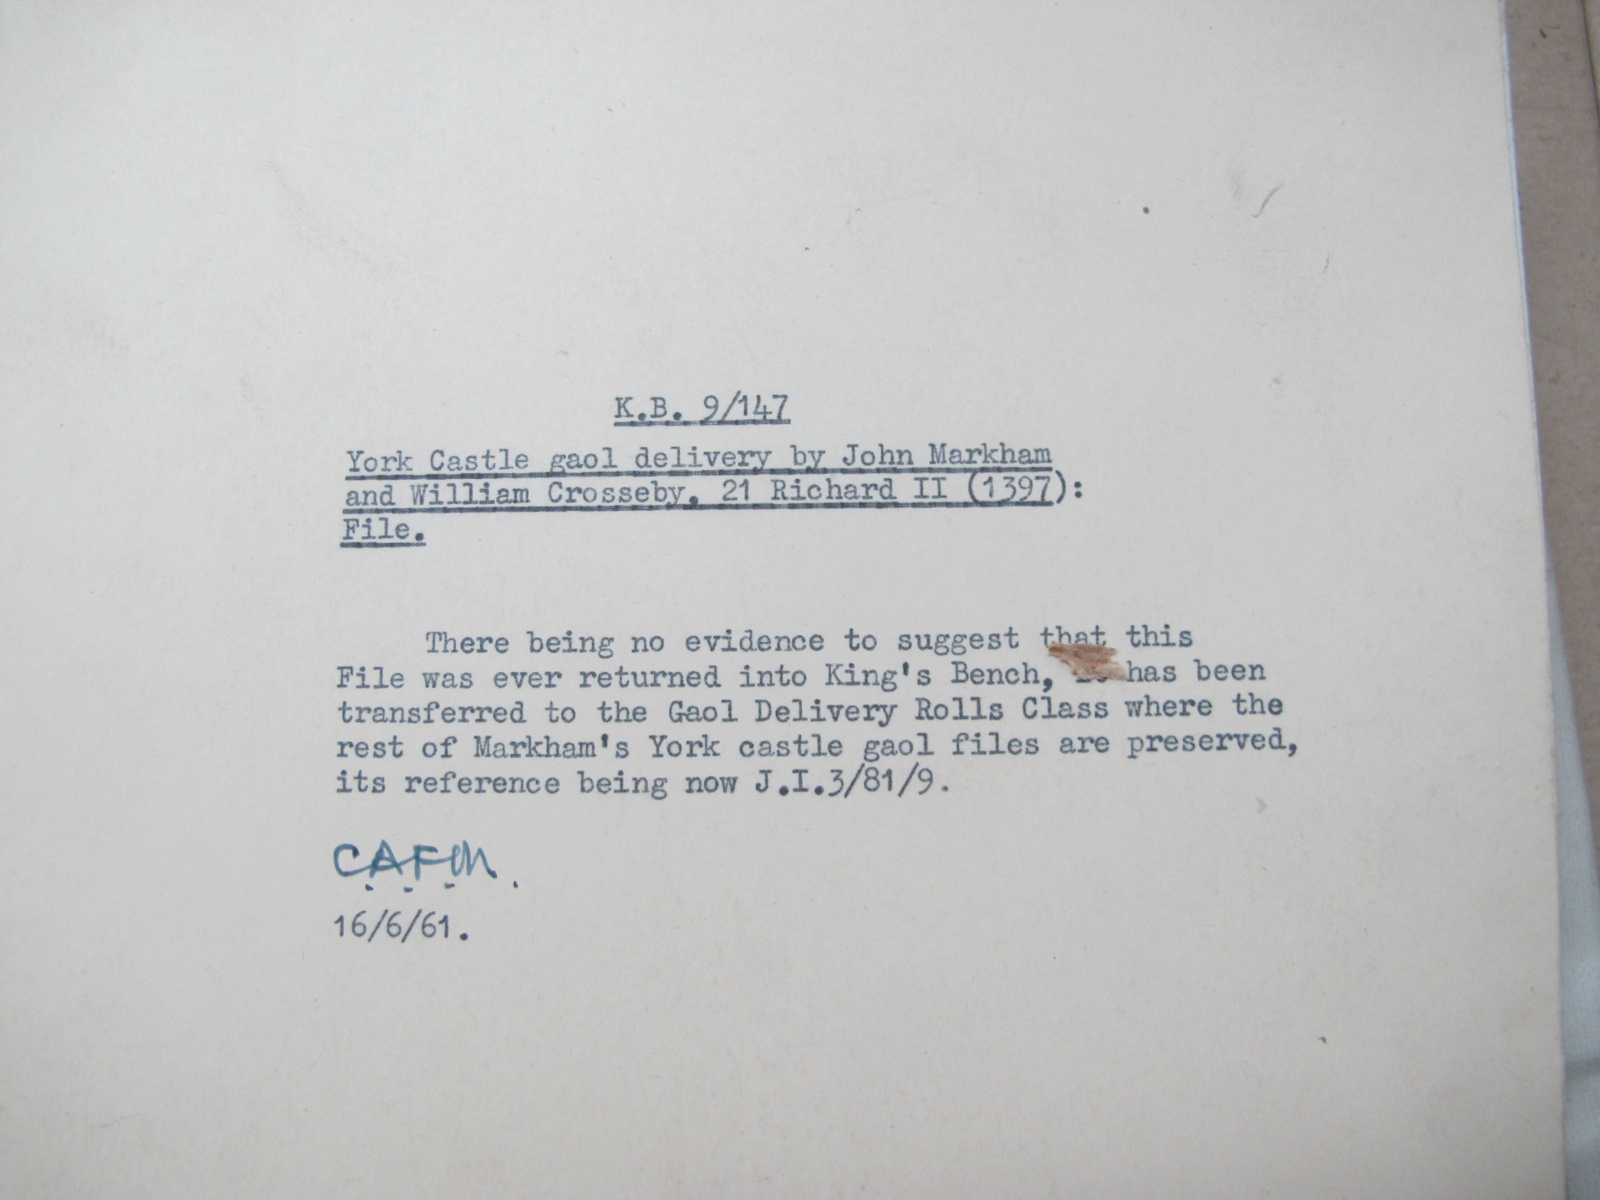 K.B. 9/147
York Castle gaol delivery by John Markham
and William Crosseby, 21 Richard II (1397):
File.
There being no evidence to suggest that this
File was ever returned into King's Bench, has been
transferred to the Gaol Delivery Rolls Class where the
rest of Markham's York castle gaol files are preserved,
its reference being now J.I.3/81/9.
C.A.F.M.
16/6/61.